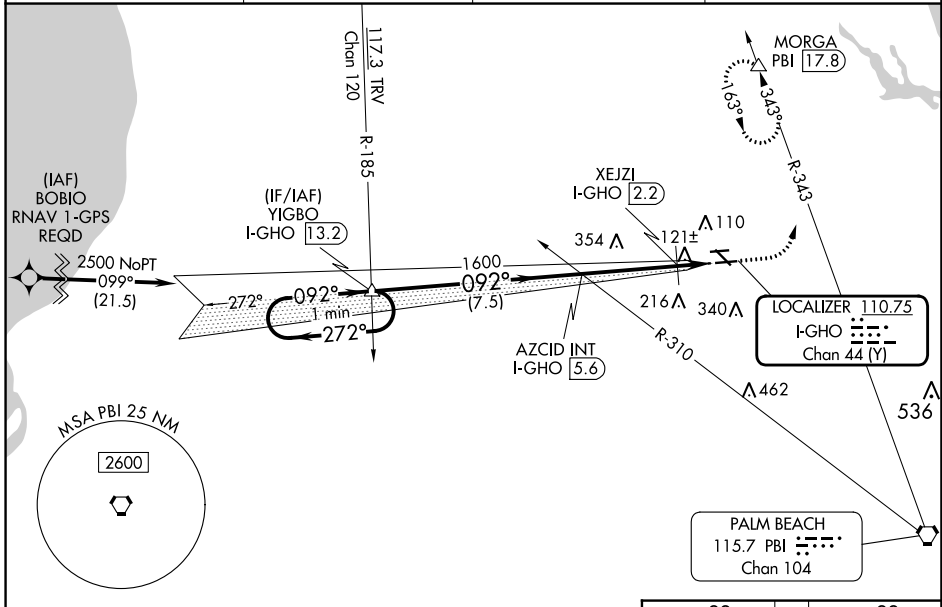 117.3 TRV
Chan 120
R-185
MORGA
PBI 17.8
163°
343°
R-343
(IAF)
BOBIO
RNAV 1-GPS
REQD
2500 NoPT
099°
(21.5)
(IF/IAF)
YIGBO
I-GHO 13.2
XEJZI
I-GHO 2.2
354
121±
110
1600
272°
092°
1 min
272°
092°
(7.5)
216
340
AZCID INT
I-GHO 5.6
R-310
LOCALIZER 110.75
I-GHO
Chan 44 (Y)
462
536
MSA PBI 25 NM
2600
PALM BEACH
115.7 PBI
Chan 104